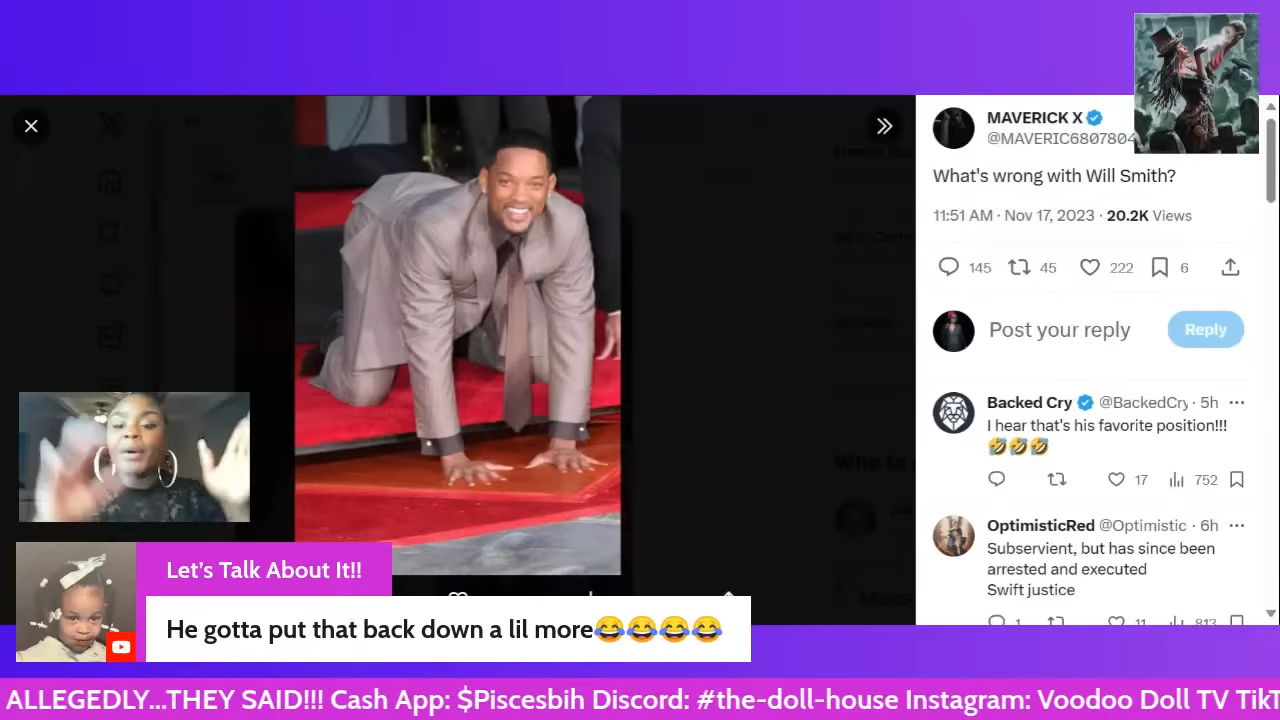 MAVERICK X
@MAVERIC6807804
What's wrong with Will Smith?
11:51 AM · Nov 17, 2023 · 20.2K Views
145 45 222 6
Post your reply
Reply
Backed Cry @BackedCry · 5h
I hear that's his favorite position!!!
🤣🤣🤣
17 752
OptimisticRed @Optimistic · 6h
Subservient, but has since been
arrested and executed
Swift justice
1 11 813
Let's Talk About It!!
He gotta put that back down a lil more😂😂😂😂
ALLEGEDLY...THEY SAID!!! Cash App: $Piscesbih Discord: #the-doll-house Instagram: Voodoo Doll TV TikT